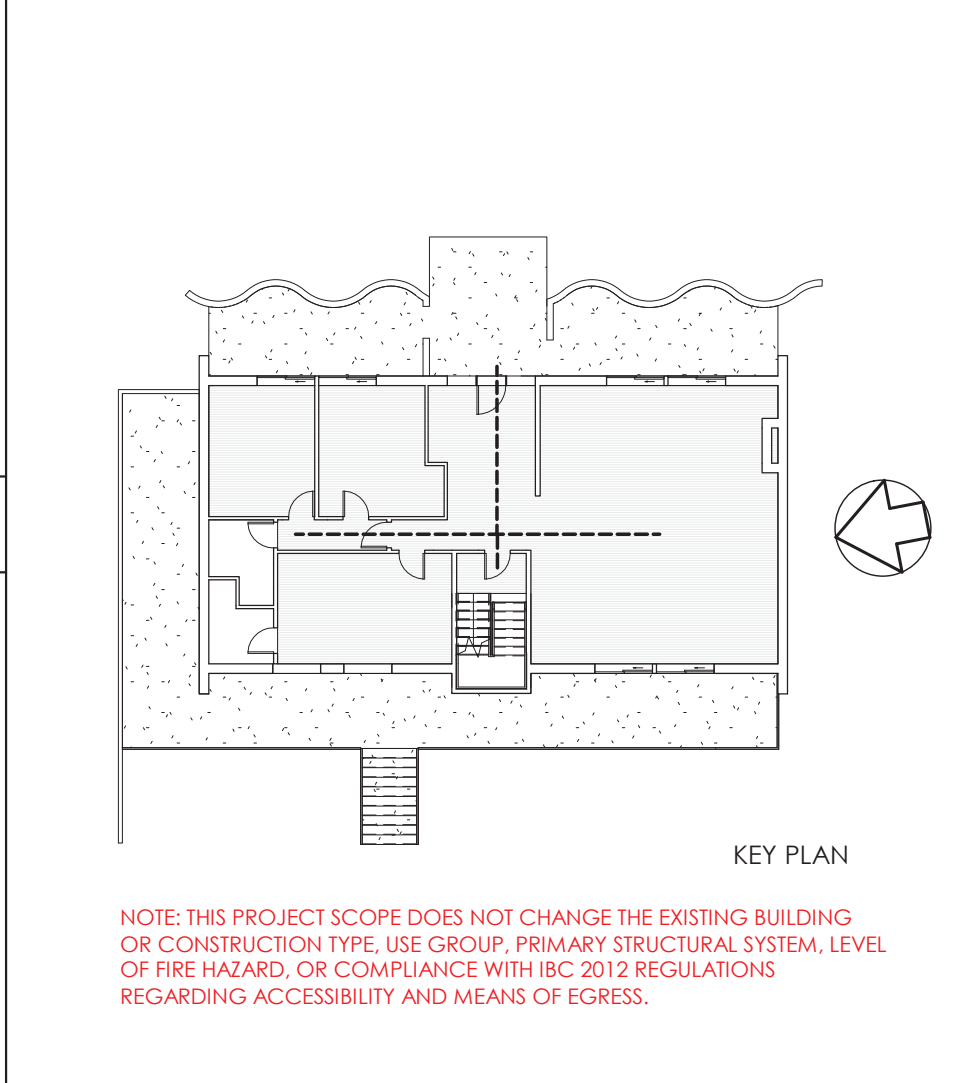 KEY PLAN
NOTE: THIS PROJECT SCOPE DOES NOT CHANGE THE EXISTING BUILDING
OR CONSTRUCTION TYPE, USE GROUP, PRIMARY STRUCTURAL SYSTEM, LEVEL
OF FIRE HAZARD, OR COMPLIANCE WITH IBC 2012 REGULATIONS
REGARDING ACCESSIBILITY AND MEANS OF EGRESS.